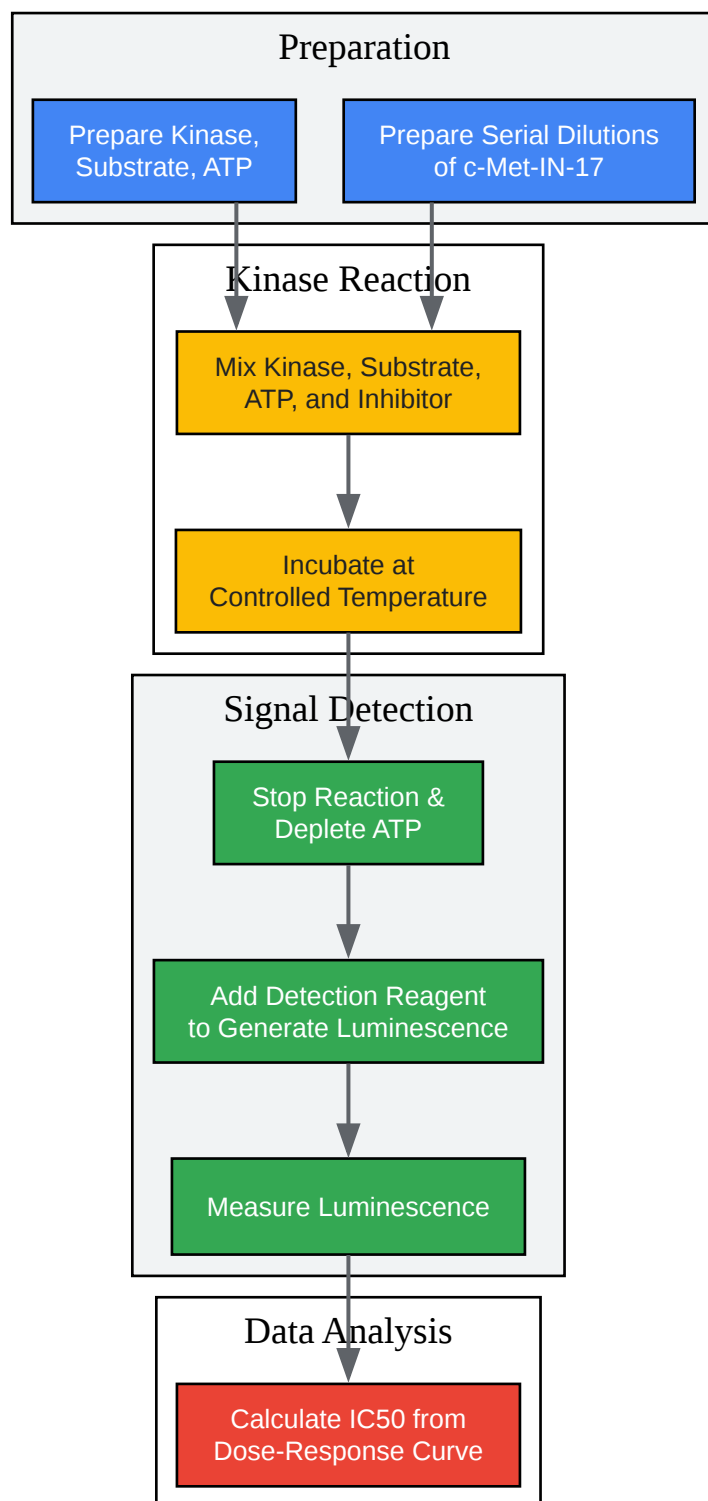 Preparation
Prepare Kinase,
Substrate, ATP
Prepare Serial Dilutions
of c-Met-IN-17
Kinase Reaction
Mix Kinase, Substrate,
ATP, and Inhibitor
Incubate at
Controlled Temperature
Signal Detection
Stop Reaction &
Deplete ATP
Add Detection Reagent
to Generate Luminescence
Measure Luminescence
Data Analysis
Calculate IC50 from
Dose-Response Curve